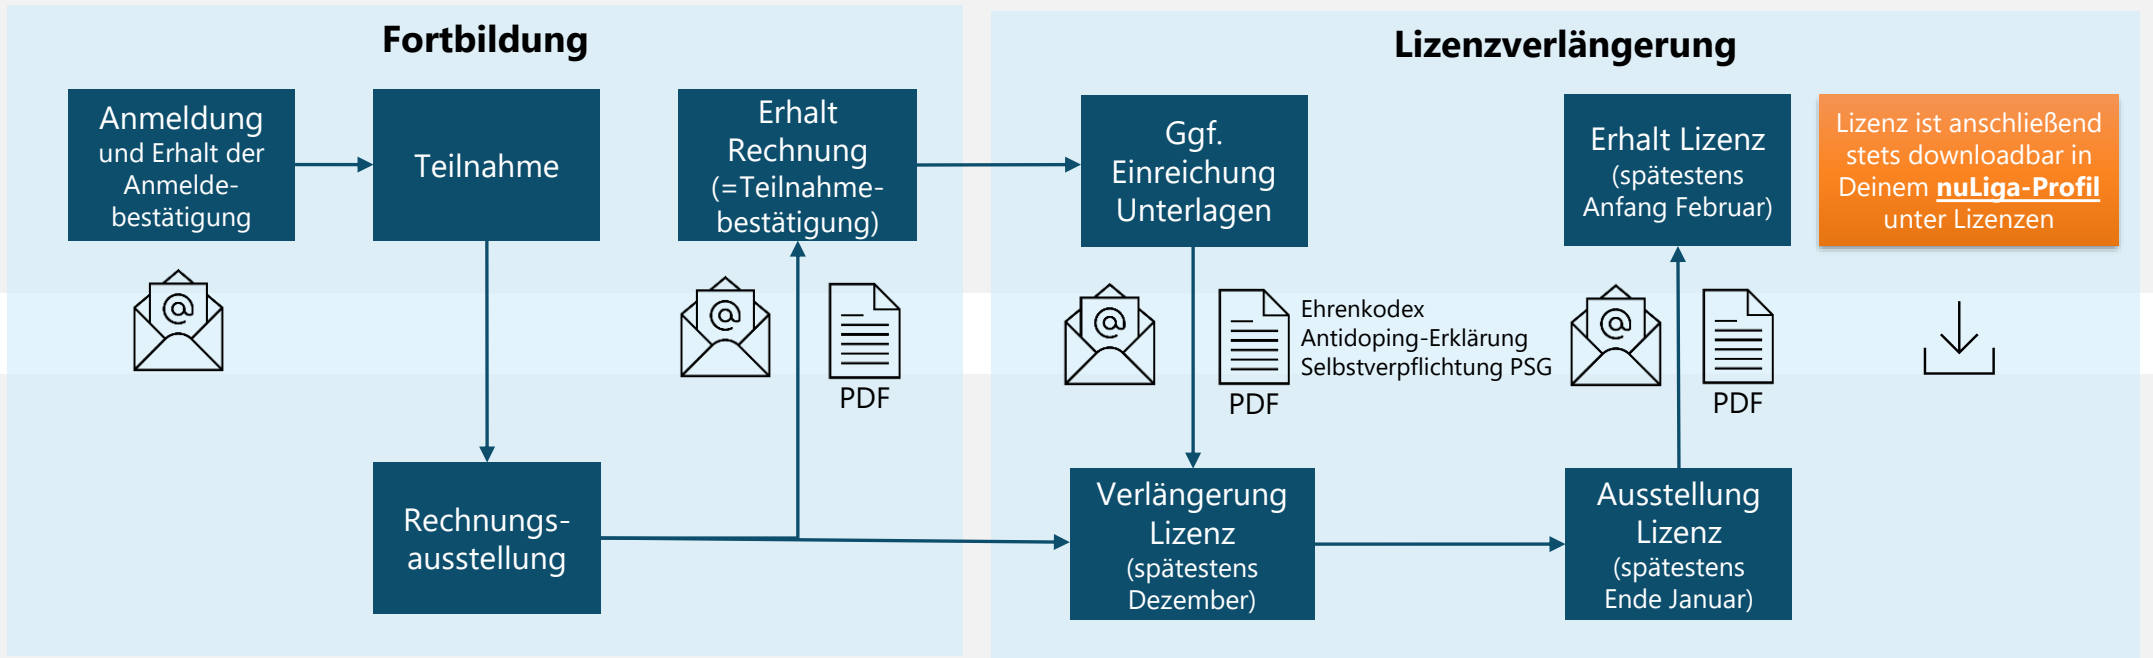 Fortbildung
Anmeldung
und Erhalt der
Anmelde-
bestätigung
Teilnahme
Erhalt
Rechnung
(=Teilnahme-
bestätigung)
PDF
Rechnungs-
ausstellung
Lizenzverlängerung
Ggf.
Einreichung
Unterlagen
PDF
Ehrenkodex
Antidoping-Erklärung
Selbstverpflichtung PSG
Verlängerung
Lizenz
(spätestens
Dezember)
Erhalt Lizenz
(spätestens
Anfang Februar)
PDF
Ausstellung
Lizenz
(spätestens
Ende Januar)
Lizenz ist anschließend
stets downloadbar in
Deinem nuLiga-Profil
unter Lizenzen